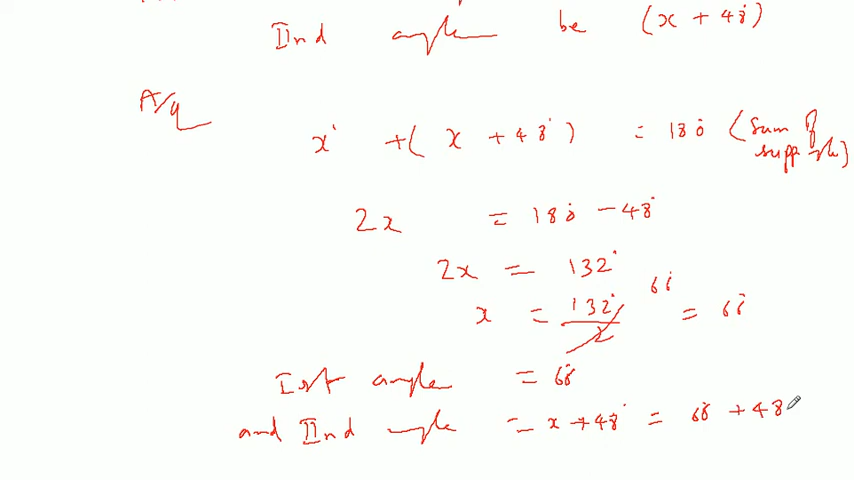 IInd angle be (x + 48°)
A/q
x° + ( x + 48° ) = 180° ( sum of
supp
2x = 180° - 48°
2x = 132°
x = 132°/2 66° = 66°
Ist angle = 66°
and IInd angle = x + 48° = 66° + 48